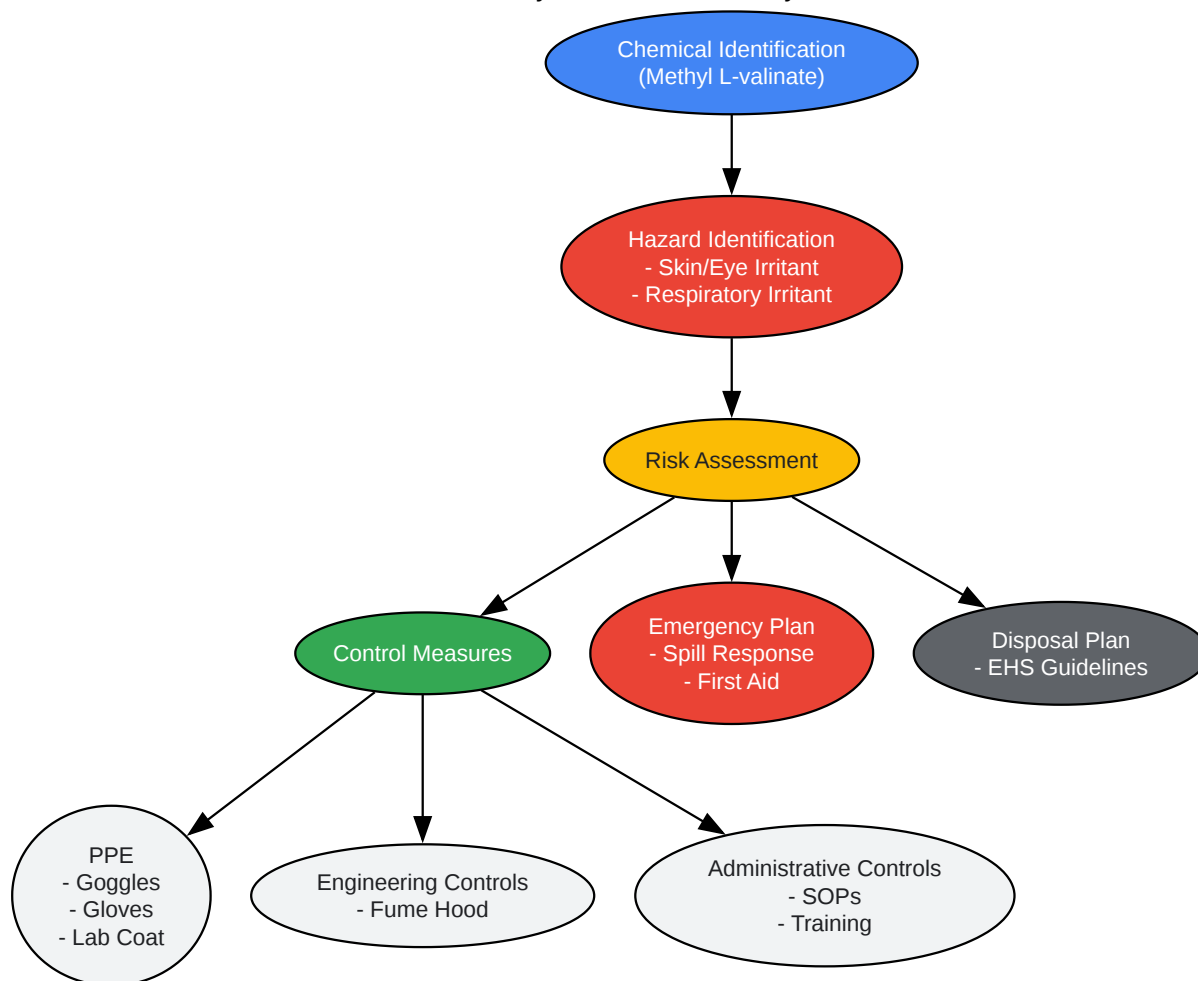 Chemical Identification
(Methyl L-valinate)
Hazard Identification
- Skin/Eye Irritant
- Respiratory Irritant
Risk Assessment
Control Measures
Emergency Plan
- Spill Response
- First Aid
Disposal Plan
- EHS Guidelines
PPE
- Goggles
- Gloves
- Lab Coat
Engineering Controls
- Fume Hood
Administrative Controls
- SOPs
- Training